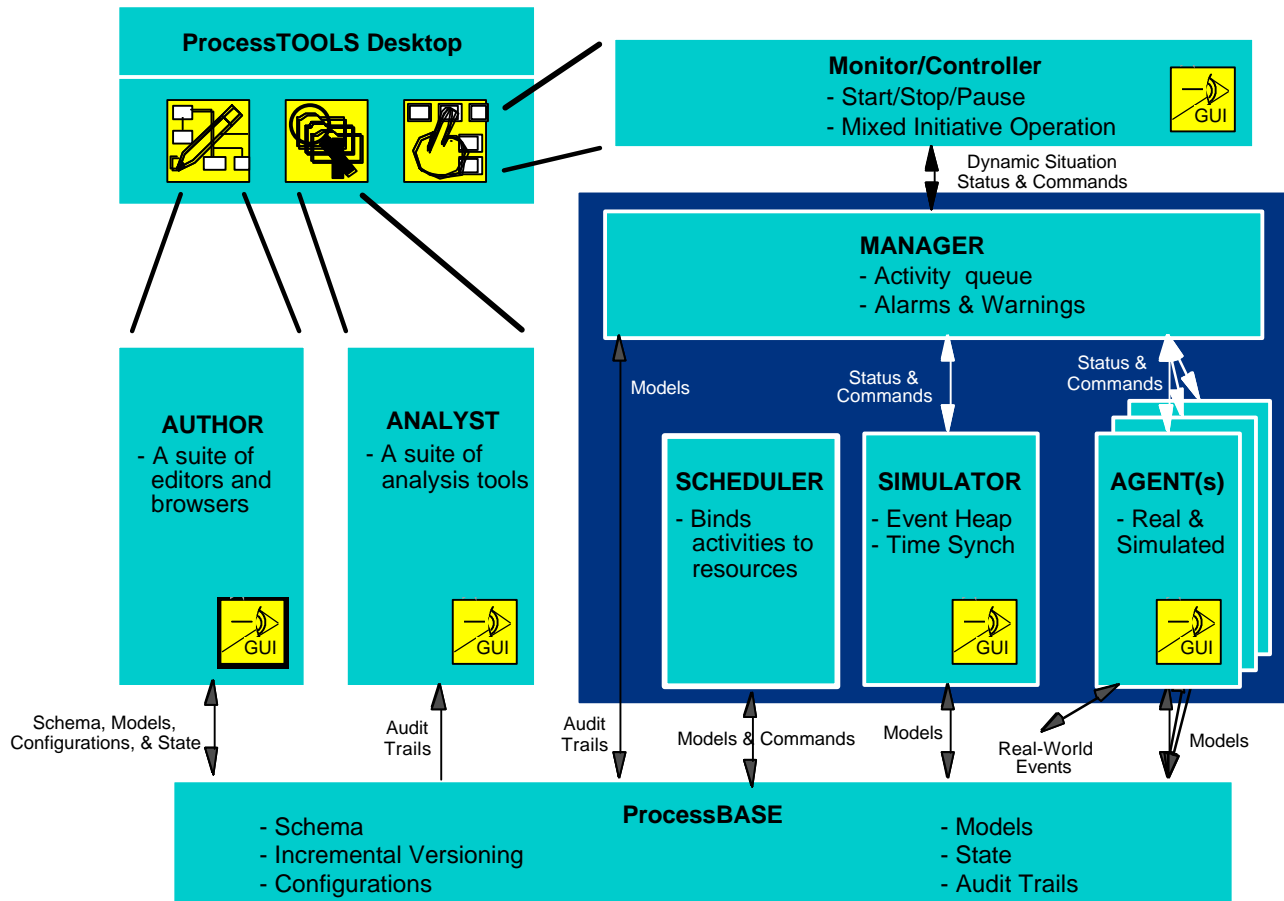 ProcessTOOLS Desktop
Monitor/Controller
- Start/Stop/Pause
- Mixed Initiative Operation
GUI
Dynamic Situation
Status & Commands
MANAGER
- Activity queue
- Alarms & Warnings
Models
Status &
Commands
Status &
Commands
AUTHOR
- A suite of
editors and
browsers
GUI
ANALYST
- A suite of
analysis tools
GUI
SCHEDULER
- Binds
activities to
resources
SIMULATOR
- Event Heap
- Time Synch
GUI
AGENT(s)
- Real &
Simulated
GUI
Schema, Models,
Configurations, & State
Audit
Trails
Audit
Trails
Models & Commands
Models
Real-World
Events
Models
ProcessBASE
- Schema
- Incremental Versioning
- Configurations
- Models
- State
- Audit Trails